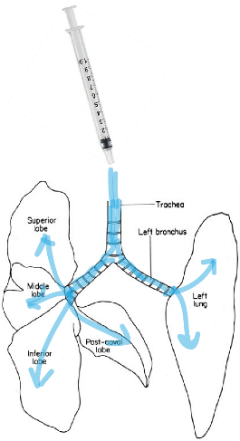 Trachea
Superior
lobe
Left bronchus
Middle
lobe
Left
lung
Post-caval
lobe
Inferior
lobe